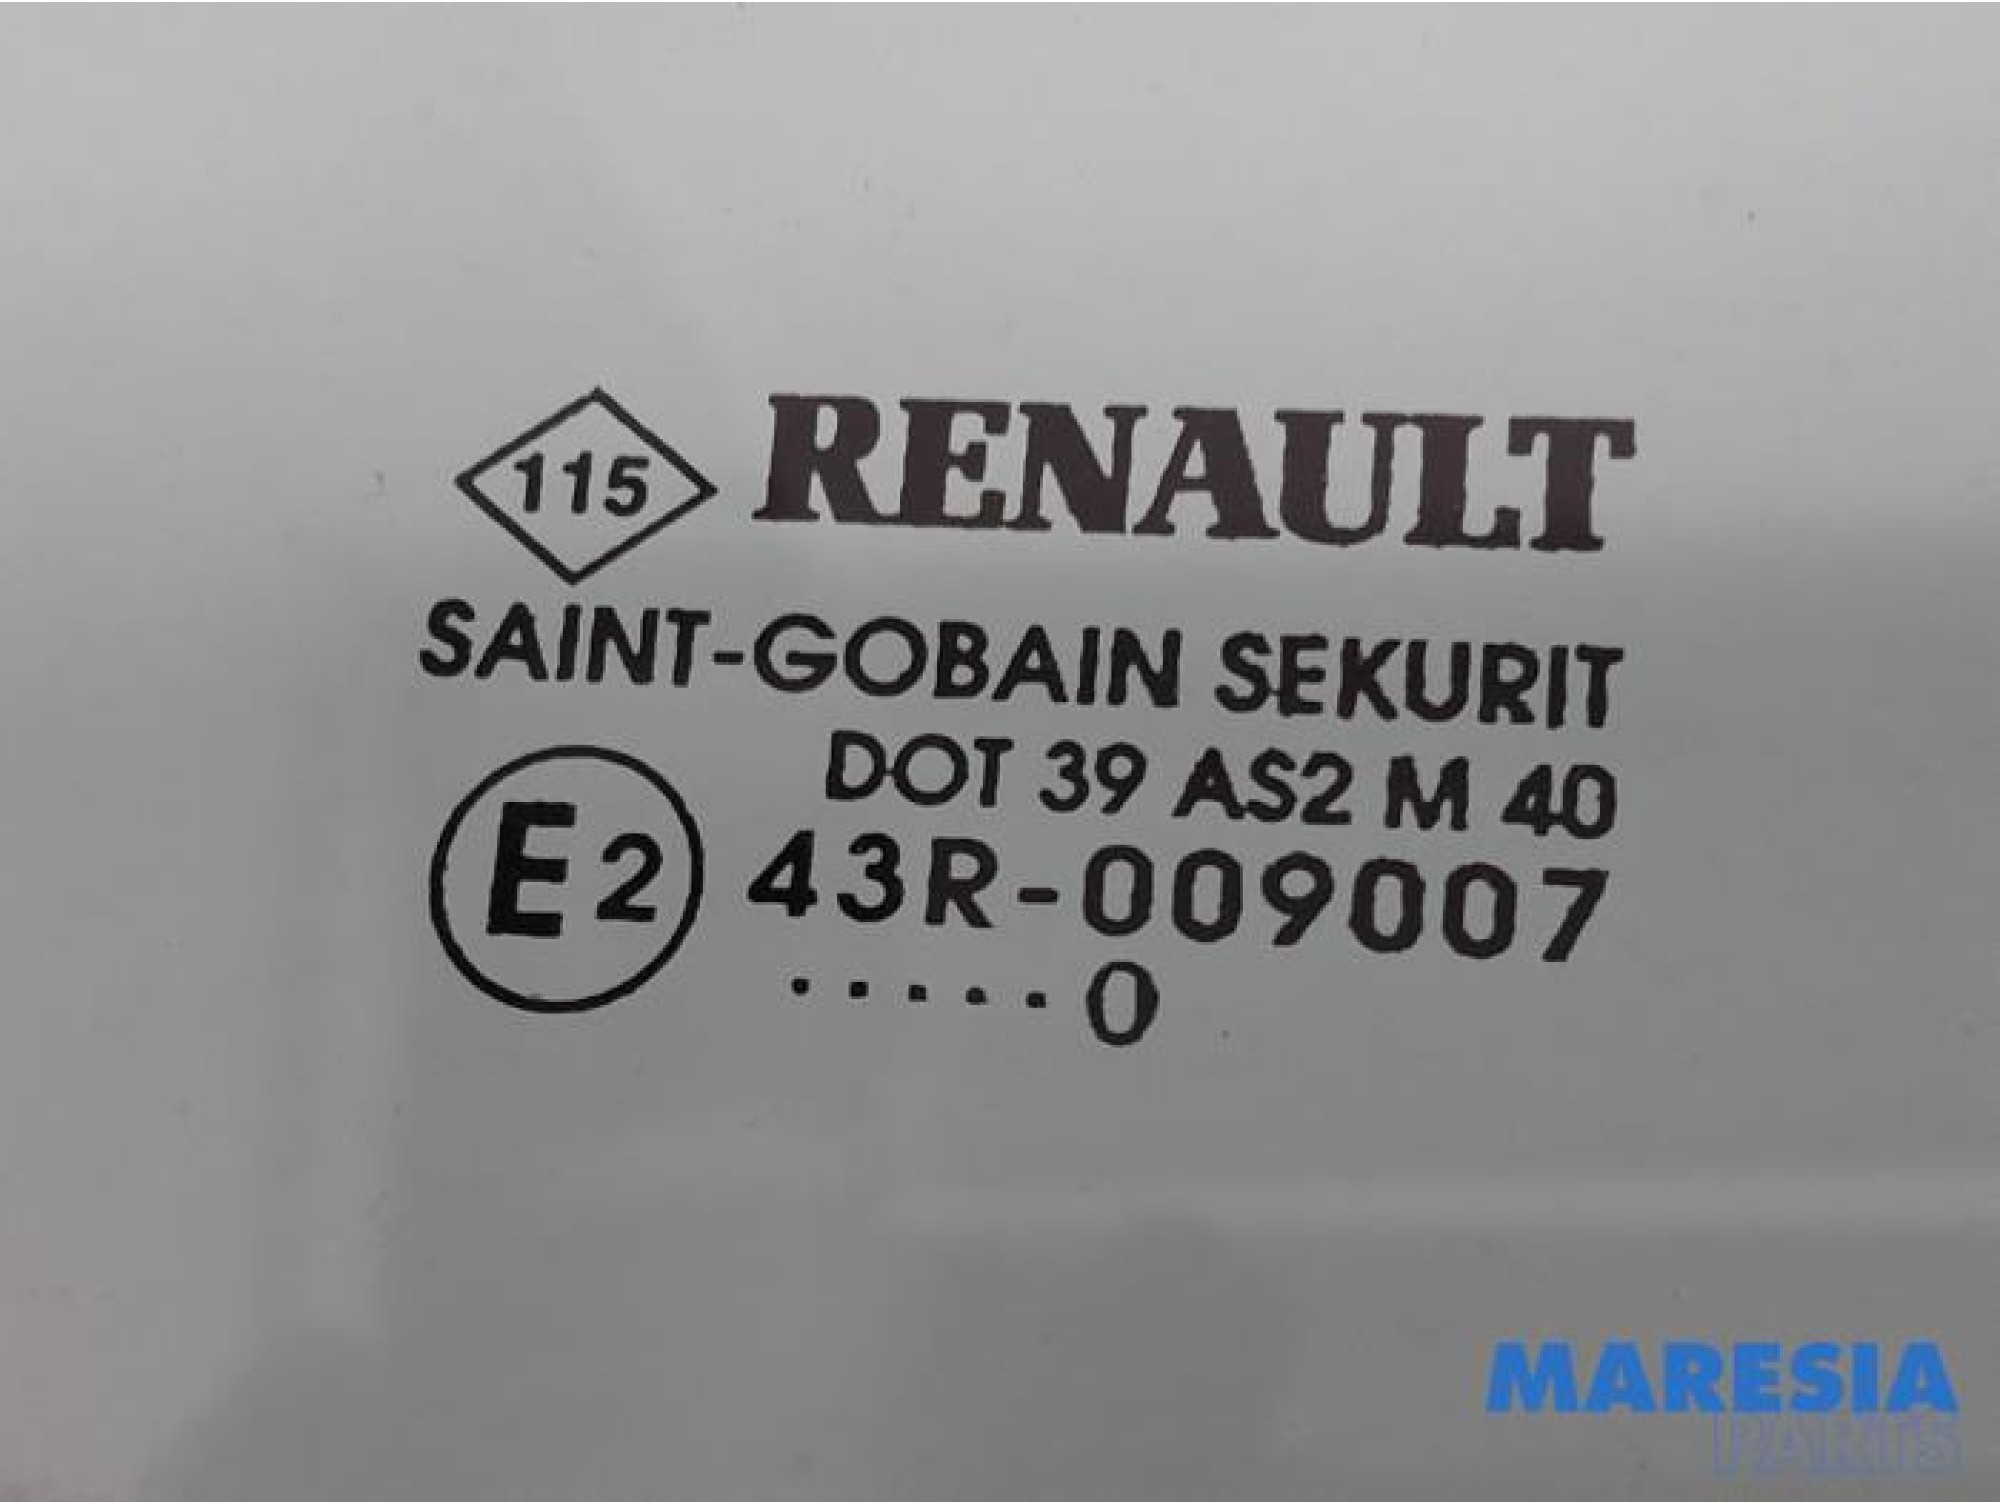 115 RENAULT
SAINT-GOBAIN SEKURIT
DOT 39 AS2 M 40
E2 43R-009007
.....0
MARESIA
PARTS